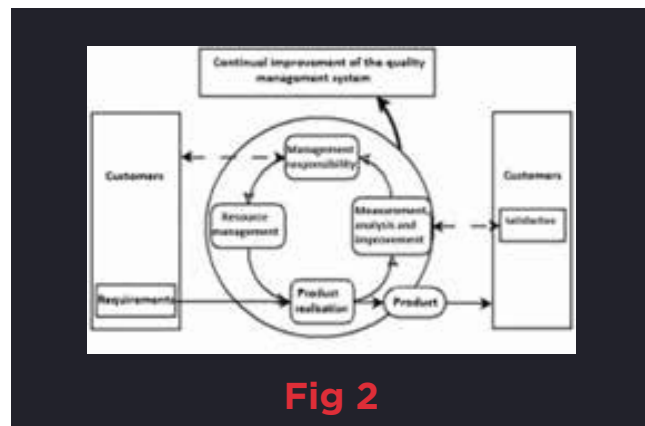 Continual improvement of the quality
management system
Management
responsibility
Customers
Customers
Resource
management
Measurement,
analysis and
improvement
Satisfaction
Requirements
Product
realisation
Product
Fig 2